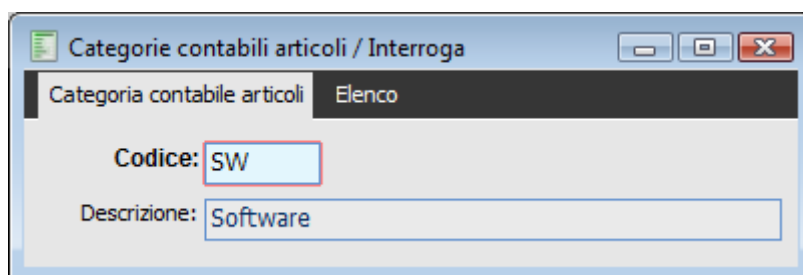 Categorie contabili articoli / Interroga
Categoria contabile articoli Elenco
Codice: SW
Descrizione: Software